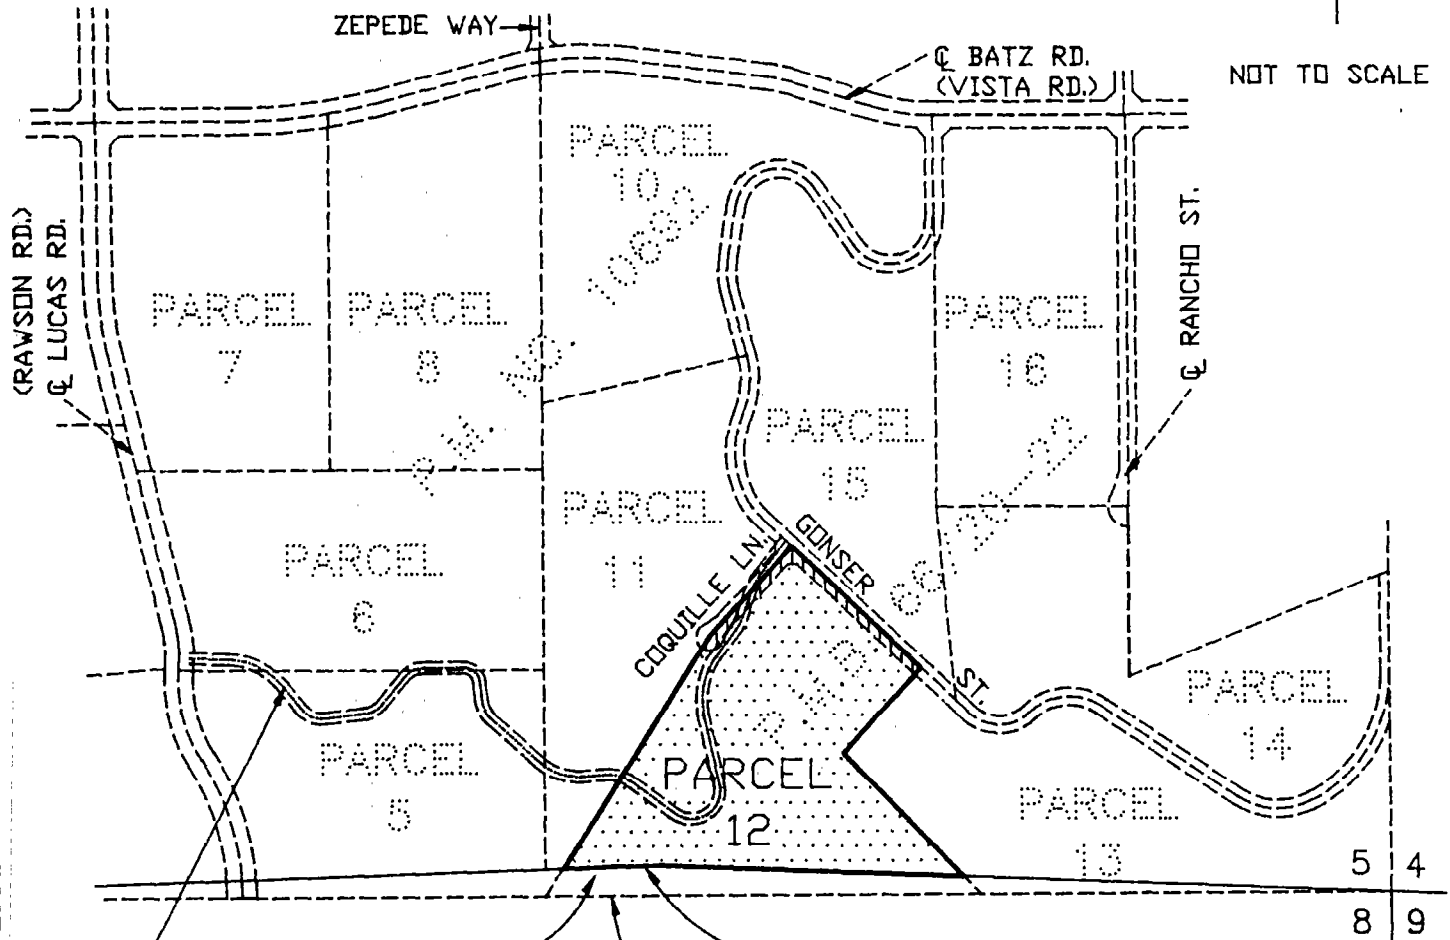 ZEPEDE WAY
℄ BATZ RD.
(VISTA RD.)
NOT TO SCALE
(RAWSON RD.)
℄ LUCAS RD.
℄ RANCHO ST.
PARCEL
10
PARCEL
7
PARCEL
8
PARCEL
16
P.M. NO. 10682
PARCEL
15
PARCEL
11
PARCEL
6
COQUILLE LN.
GONSER
ST.
PARCEL
14
PARCEL
5
PARCEL
12
PARCEL
13
5
4
8
9